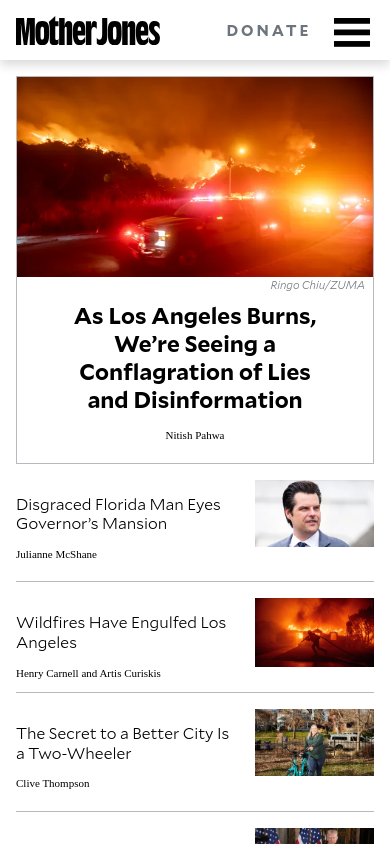 Mother Jones
DONATE
Ringo Chiu/ZUMA
As Los Angeles Burns,
We’re Seeing a
Conflagration of Lies
and Disinformation
Nitish Pahwa
Disgraced Florida Man Eyes
Governor’s Mansion
Julianne McShane
Wildfires Have Engulfed Los
Angeles
Henry Carnell and Artis Curiskis
The Secret to a Better City Is
a Two-Wheeler
Clive Thompson